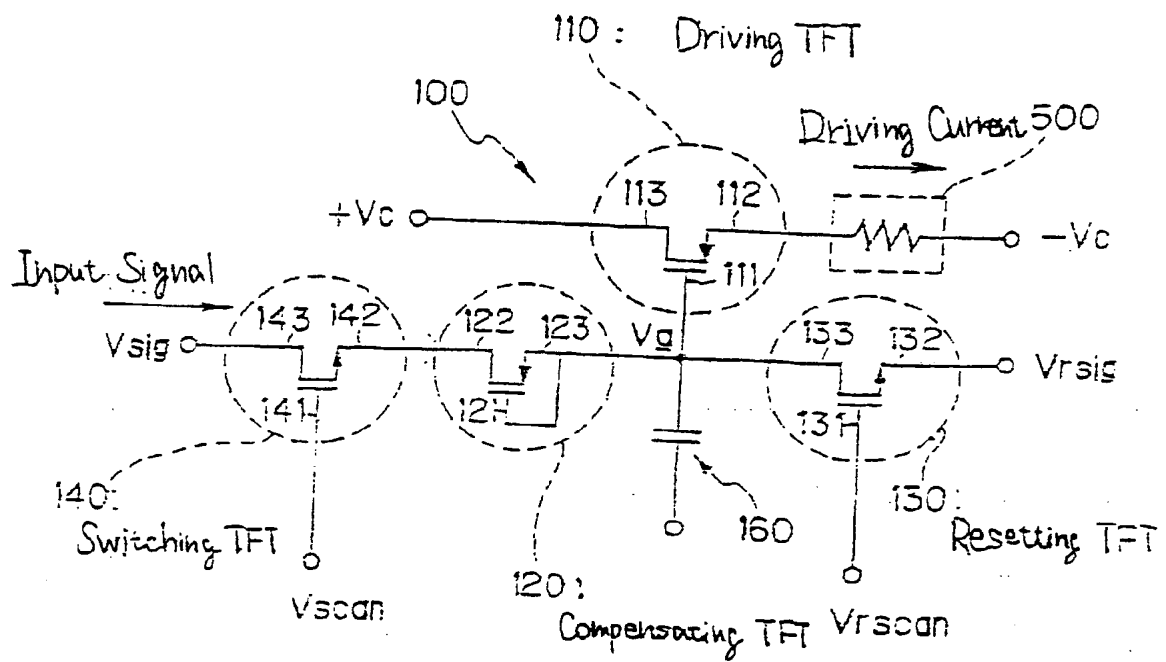 110 : Driving TFT
100
Driving Current 500
113 112
+Vc
-Vc
111
Input Signal
143 142 122 123 Va 133 132
Vsig
Vrsig
141 121 131
140:
Switching TFT
160
130:
Resetting TFT
120:
Compensating TFT
Vscan
Vrscan